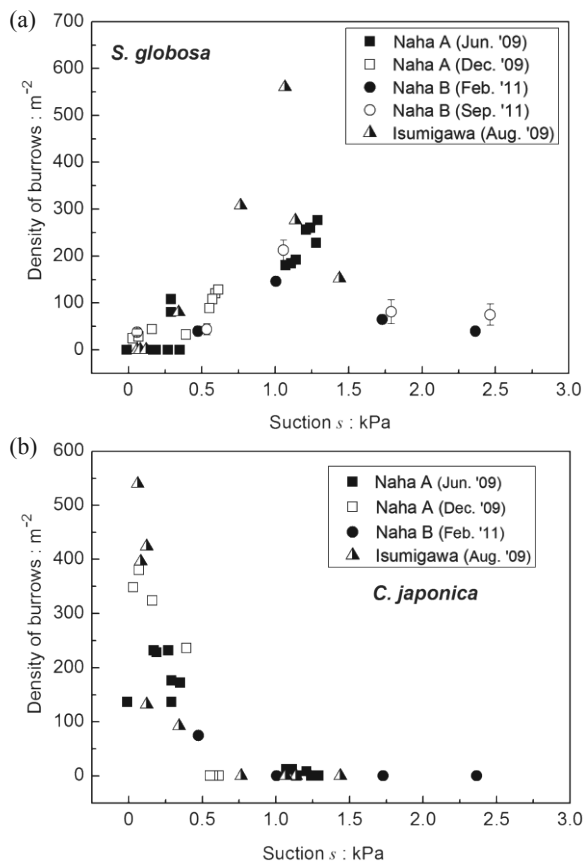 (a)
700
600
500
400
300
200
100
0
Density of burrows : m⁻²
S. globosa
Naha A (Jun. '09)
Naha A (Dec. '09)
Naha B (Feb. '11)
Naha B (Sep. '11)
Isumigawa (Aug. '09)
0.0 0.5 1.0 1.5 2.0 2.5 3.0
Suction s : kPa
(b)
600
500
400
300
200
100
0
Density of burrows : m⁻²
Naha A (Jun. '09)
Naha A (Dec. '09)
Naha B (Feb. '11)
Isumigawa (Aug. '09)
C. japonica
0.0 0.5 1.0 1.5 2.0 2.5 3.0
Suction s : kPa